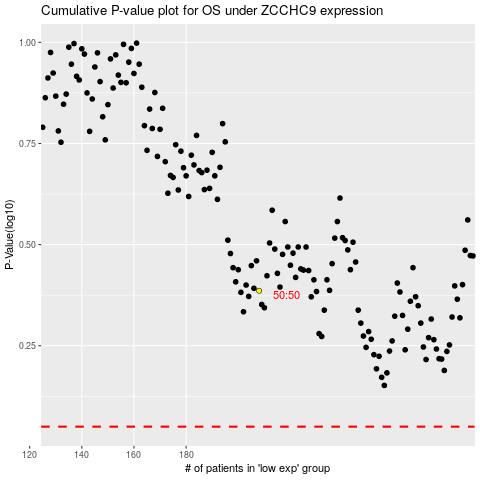 Cumulative P-value plot for OS under ZCCHC9 expression
P-Value(log10)
1.00
0.75
0.50
0.25
50:50
120 140 160 180
# of patients in 'low exp' group